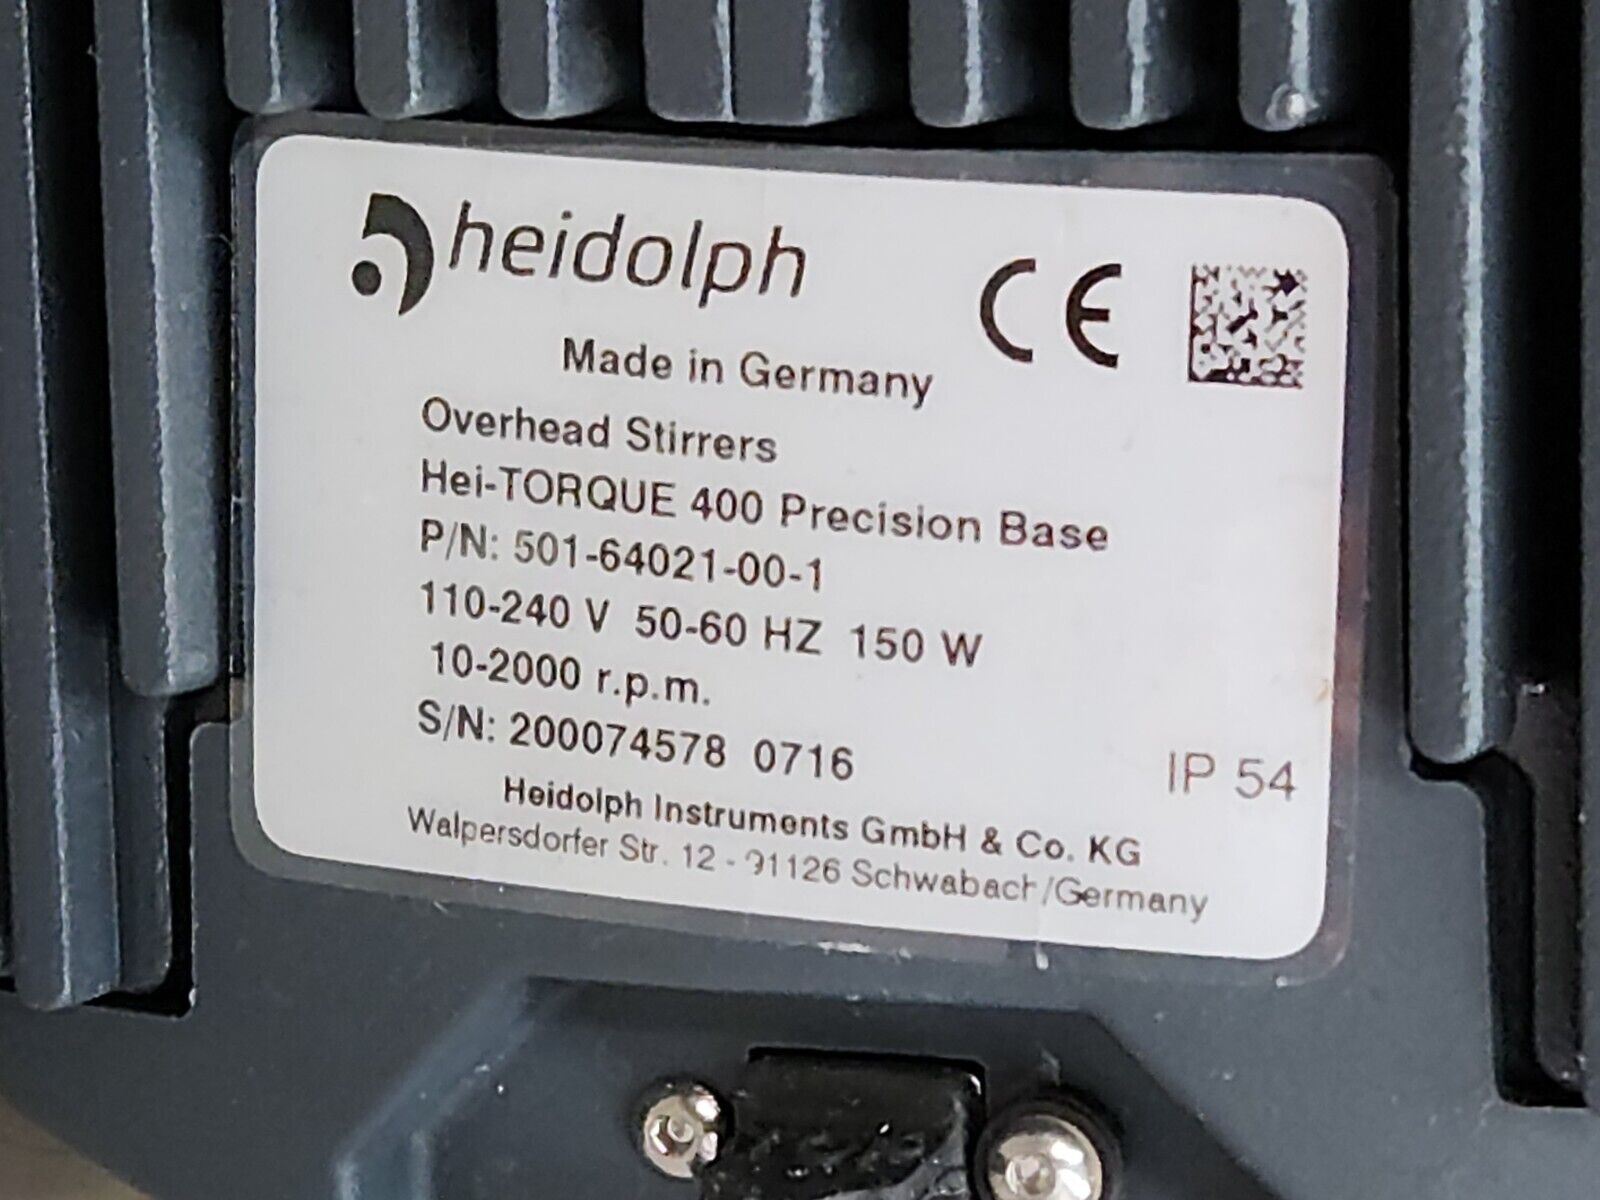 heidolph
CE
Made in Germany
Overhead Stirrers
Hei-TORQUE 400 Precision Base
P/N: 501-64021-00-1
110-240 V 50-60 HZ 150 W
10-2000 r.p.m.
S/N: 200074578 0716
IP 54
Heidolph Instruments GmbH & Co. KG
Walpersdorfer Str. 12 - 91126 Schwabach/Germany